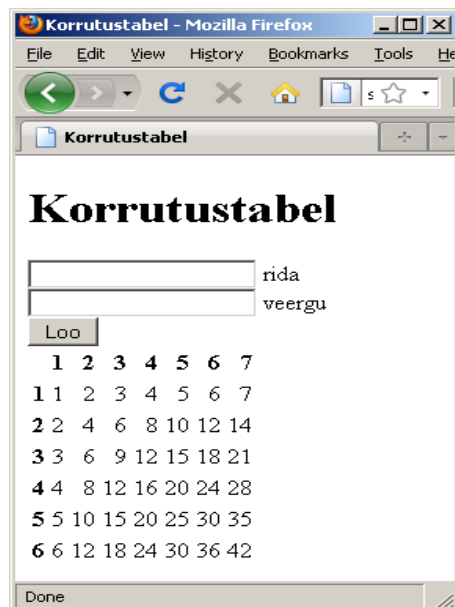 Korrutustabel - Mozilla Firefox
File Edit View History Bookmarks Tools He
s
Korrutustabel
Korrutustabel
rida
veergu
Loo
1 2 3 4 5 6 7
1 1 2 3 4 5 6 7
2 2 4 6 8 10 12 14
3 3 6 9 12 15 18 21
4 4 8 12 16 20 24 28
5 5 10 15 20 25 30 35
6 6 12 18 24 30 36 42
Done